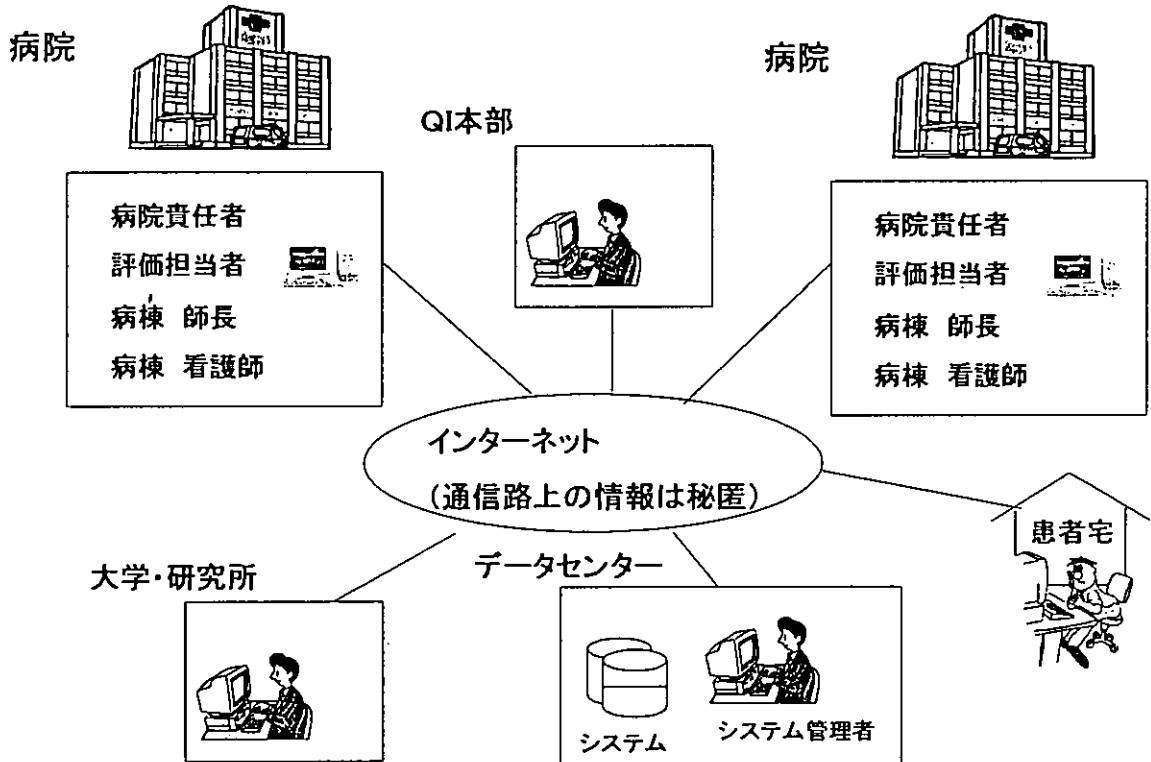 病院
病院
QI本部
病院責任者
評価担当者
病棟 師長
病棟 看護師
病院責任者
評価担当者
病棟 師長
病棟 看護師
インターネット
(通信路上の情報は秘匿)
患者宅
大学・研究所
データセンター
システム
システム管理者